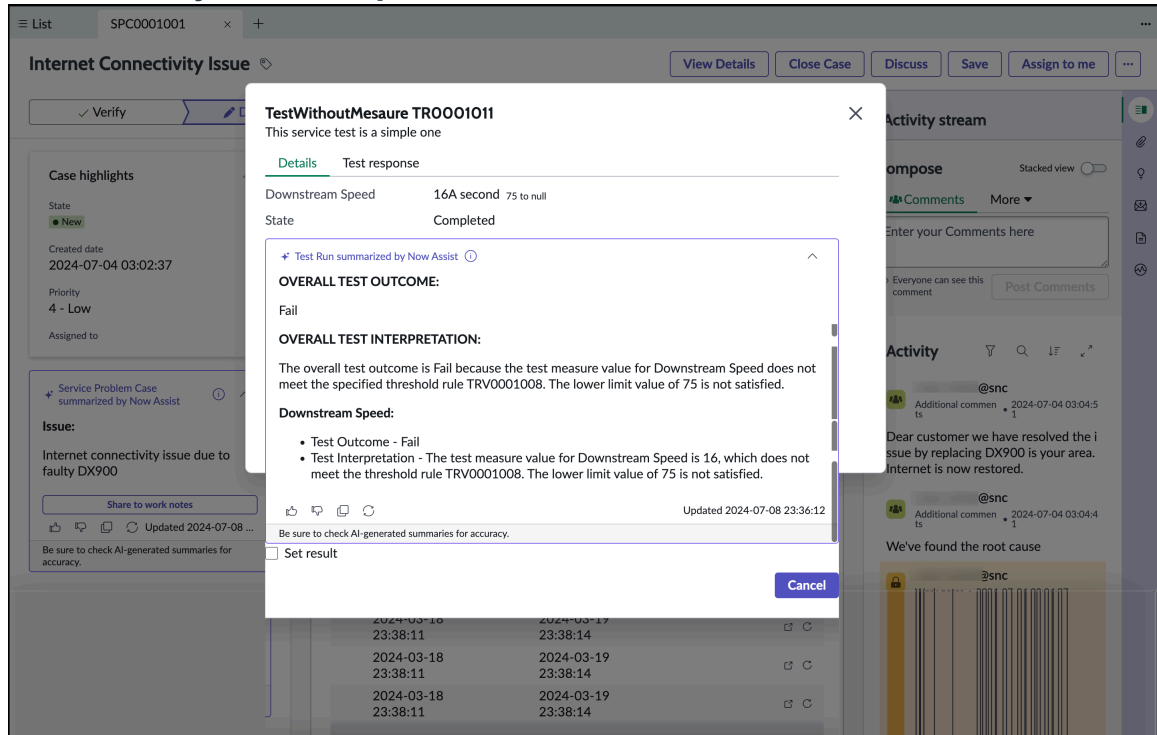 List
SPC0001001
Internet Connectivity Issue
View Details
Close Case
Discuss
Save
Assign to me
Verify
Case highlights
State
New
Created date
2024-07-04 03:02:37
Priority
4 - Low
Assigned to
Service Problem Case
summarized by Now Assist
Issue:
Internet connectivity issue due to
faulty DX900
Share to work notes
Updated 2024-07-08 ...
Be sure to check AI-generated summaries for
accuracy.
TestWithoutMesaure TR0001011
This service test is a simple one
Details
Test response
Downstream Speed
16A second 75 to null
State
Completed
Test Run summarized by Now Assist
OVERALL TEST OUTCOME:
Fail
OVERALL TEST INTERPRETATION:
The overall test outcome is Fail because the test measure value for Downstream Speed does not
meet the specified threshold rule TRV0001008. The lower limit value of 75 is not satisfied.
Downstream Speed:
• Test Outcome - Fail
• Test Interpretation - The test measure value for Downstream Speed is 16, which does not
meet the threshold rule TRV0001008. The lower limit value of 75 is not satisfied.
Updated 2024-07-08 23:36:12
Be sure to check AI-generated summaries for accuracy.
Set result
Cancel
2024-03-18 2024-03-19
23:38:11 23:38:14
2024-03-18 2024-03-19
23:38:11 23:38:14
2024-03-18 2024-03-19
23:38:11 23:38:14
Activity stream
ompose
Stacked view
Comments
More
Enter your Comments here
Everyone can see this
comment
Post Comments
Activity
@snc
Additional commen • 2024-07-04 03:04:5
ts 1
Dear customer we have resolved the i
ssue by replacing DX900 is your area.
Internet is now restored.
@snc
Additional commen • 2024-07-04 03:04:4
ts 1
We've found the root cause
@snc